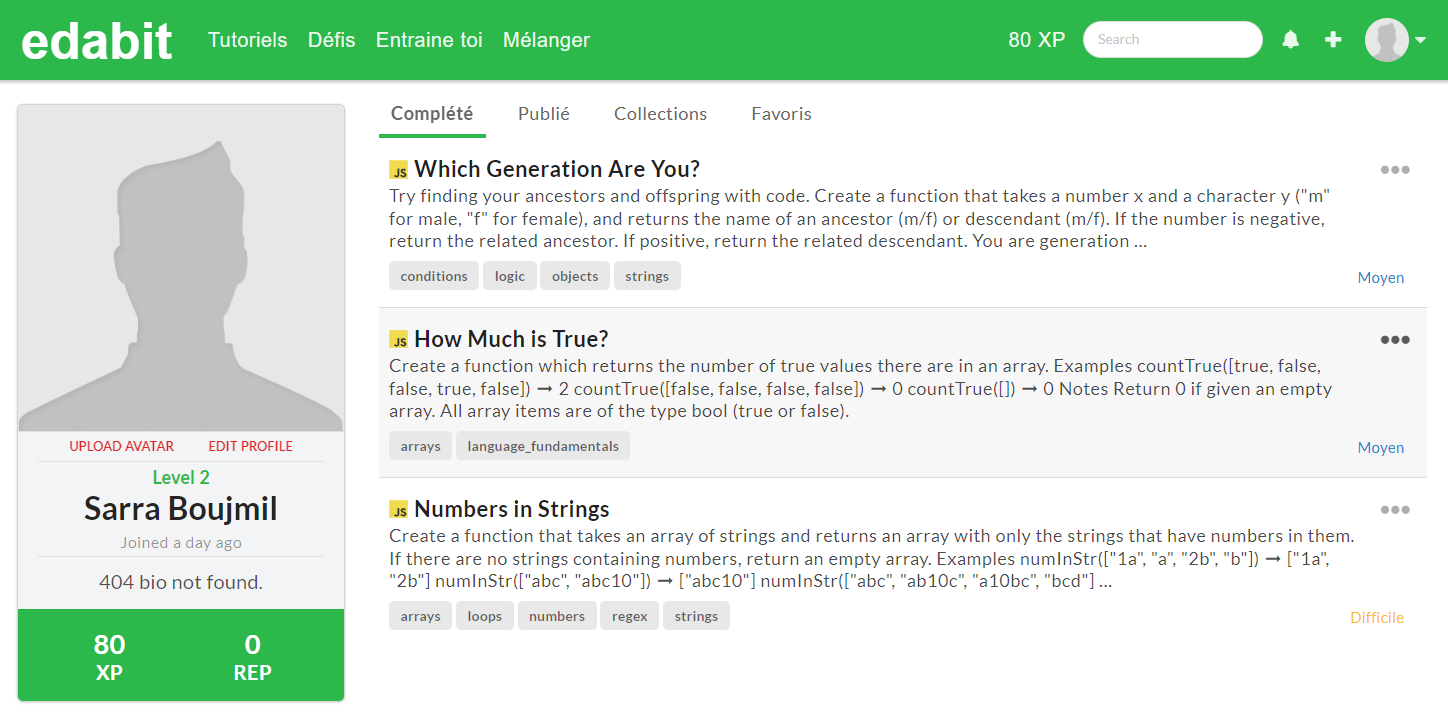 edabit
Tutoriels Défis Entraine toi Mélanger
80 XP
Search
UPLOAD AVATAR EDIT PROFILE
Level 2
Sarra Boujmil
Joined a day ago
404 bio not found.
80 0
XP REP
Complété Publié Collections Favoris
JS Which Generation Are You?
Try finding your ancestors and offspring with code. Create a function that takes a number x and a character y ("m"
for male, "f" for female), and returns the name of an ancestor (m/f) or descendant (m/f). If the number is negative,
return the related ancestor. If positive, return the related descendant. You are generation ...
conditions logic objects strings
Moyen
JS How Much is True?
Create a function which returns the number of true values there are in an array. Examples countTrue([true, false,
false, true, false]) ➞ 2 countTrue([false, false, false, false]) ➞ 0 countTrue([]) ➞ 0 Notes Return 0 if given an empty
array. All array items are of the type bool (true or false).
arrays language_fundamentals
Moyen
JS Numbers in Strings
Create a function that takes an array of strings and returns an array with only the strings that have numbers in them.
If there are no strings containing numbers, return an empty array. Examples numInStr(["1a", "a", "2b", "b"]) ➞ ["1a",
"2b"] numInStr(["abc", "abc10"]) ➞ ["abc10"] numInStr(["abc", "ab10c", "a10bc", "bcd"] ...
arrays loops numbers regex strings
Difficile